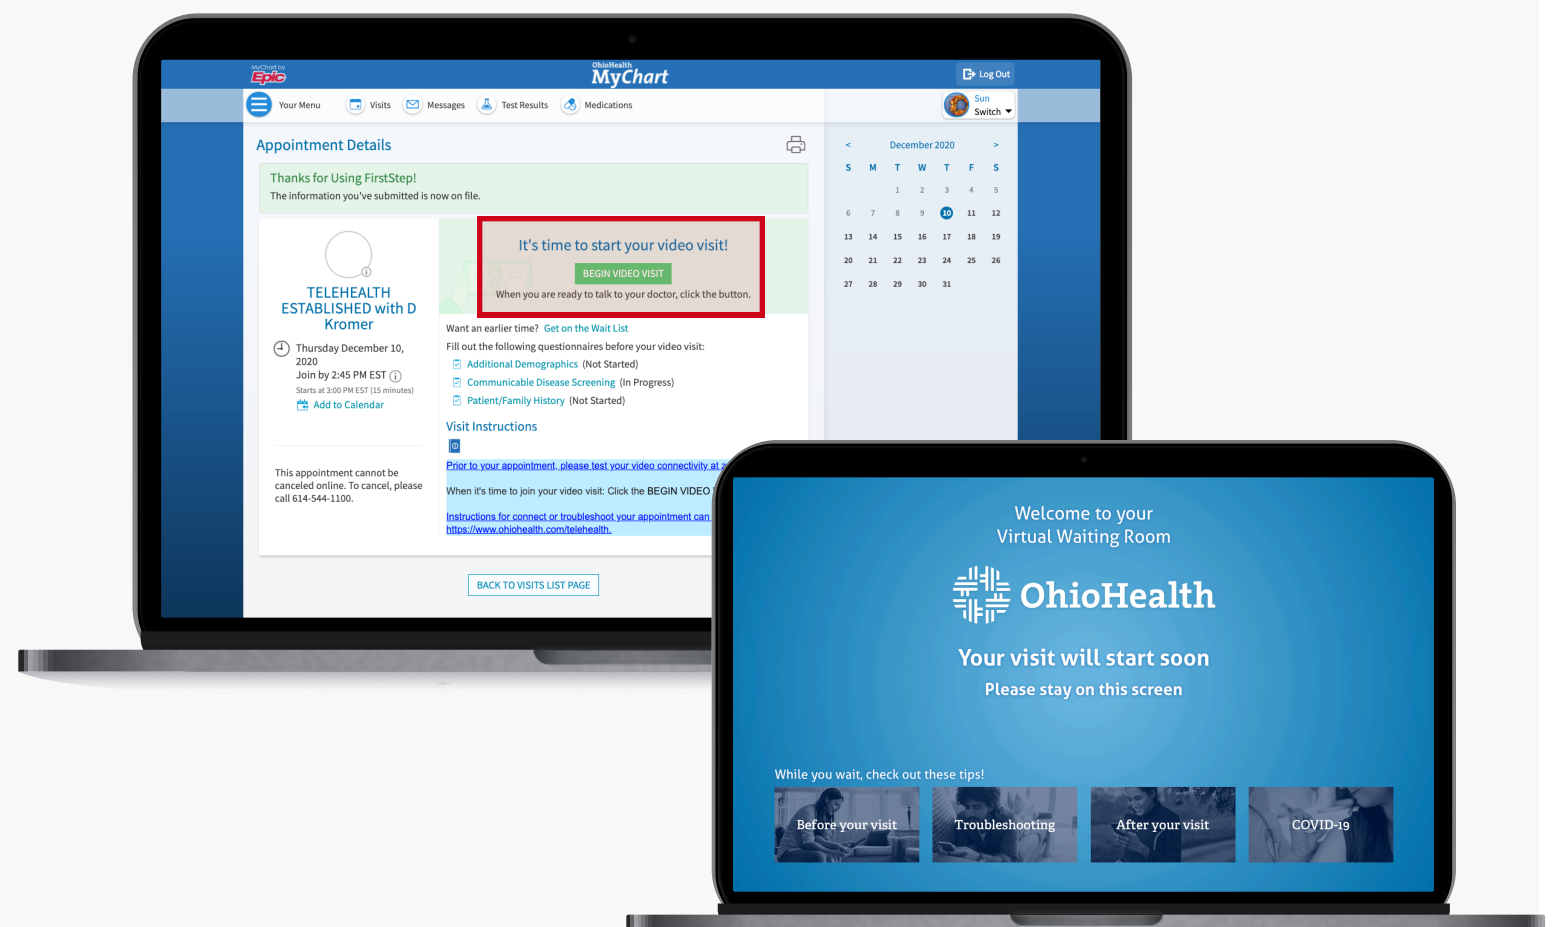 MyChart by
Epic
OhioHealth
MyChart
Log Out
Your Menu
Visits
Messages
Test Results
Medications
Sun
Switch
Appointment Details
Thanks for Using FirstStep!
The information you've submitted is now on file.
TELEHEALTH
ESTABLISHED with D
Kromer
Thursday December 10,
2020
Join by 2:45 PM EST
Starts at 3:00 PM EST (15 minutes)
Add to Calendar
This appointment cannot be
canceled online. To cancel, please
call 614-544-1100.
It's time to start your video visit!
BEGIN VIDEO VISIT
When you are ready to talk to your doctor, click the button.
Want an earlier time? Get on the Wait List
Fill out the following questionnaires before your video visit:
Additional Demographics (Not Started)
Communicable Disease Screening (In Progress)
Patient/Family History (Not Started)
Visit Instructions
Prior to your appointment, please test your video connectivity at
When it's time to join your video visit: Click the BEGIN VIDEO
Instructions for connect or troubleshoot your appointment can
https://www.ohiohealth.com/telehealth.
BACK TO VISITS LIST PAGE
< December 2020 >
S M T W T F S
1 2 3 4 5
6 7 8 9 10 11 12
13 14 15 16 17 18 19
20 21 22 23 24 25 26
27 28 29 30 31
Welcome to your
Virtual Waiting Room
OhioHealth
Your visit will start soon
Please stay on this screen
While you wait, check out these tips!
Before your visit
Troubleshooting
After your visit
COVID-19